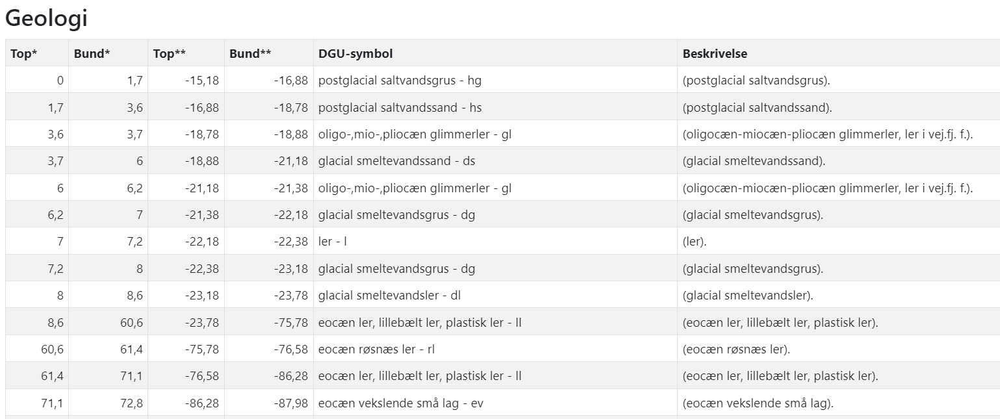 Geologi
Top* Bund* Top** Bund** DGU-symbol Beskrivelse
0 1,7 -15,18 -16,88 postglacial saltvandsgrus - hg (postglacial saltvandsgrus).
1,7 3,6 -16,88 -18,78 postglacial saltvandssand - hs (postglacial saltvandssand).
3,6 3,7 -18,78 -18,88 oligo-,mio-,pliocæn glimmerler - gl (oligocæn-miocæn-pliocæn glimmerler, ler i vej.fj. f.).
3,7 6 -18,88 -21,18 glacial smeltevandssand - ds (glacial smeltevandssand).
6 6,2 -21,18 -21,38 oligo-,mio-,pliocæn glimmerler - gl (oligocæn-miocæn-pliocæn glimmerler, ler i vej.fj. f.).
6,2 7 -21,38 -22,18 glacial smeltevandsgrus - dg (glacial smeltevandsgrus).
7 7,2 -22,18 -22,38 ler - l (ler).
7,2 8 -22,38 -23,18 glacial smeltevandsgrus - dg (glacial smeltevandsgrus).
8 8,6 -23,18 -23,78 glacial smeltevandsler - dl (glacial smeltevandsler).
8,6 60,6 -23,78 -75,78 eocæn ler, lillebælt ler, plastisk ler - ll (eocæn ler, lillebælt ler, plastisk ler).
60,6 61,4 -75,78 -76,58 eocæn røsnæs ler - rl (eocæn røsnæs ler).
61,4 71,1 -76,58 -86,28 eocæn ler, lillebælt ler, plastisk ler - ll (eocæn ler, lillebælt ler, plastisk ler).
71,1 72,8 -86,28 -87,98 eocæn vekslende små lag - ev (eocæn vekslende små lag).